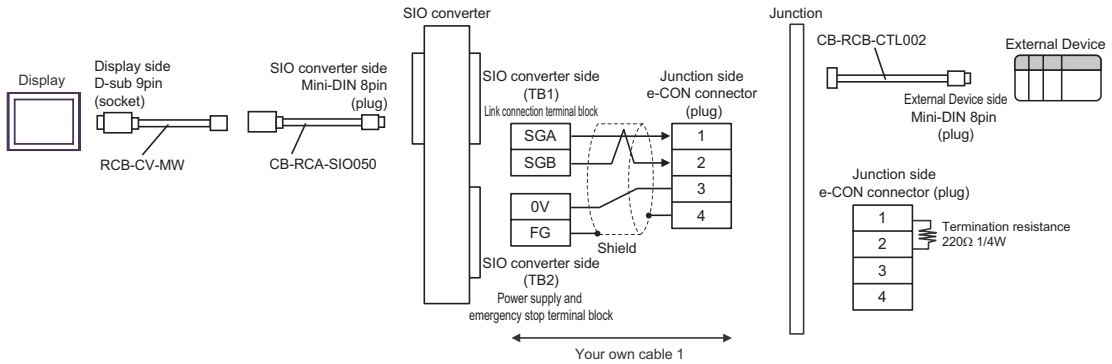 SIO converter
Junction
Display
Display side
D-sub 9pin
(socket)
RCB-CV-MW
SIO converter side
Mini-DIN 8pin
(plug)
CB-RCA-SIO050
SIO converter side
(TB1)
Link connection terminal block
SGA
SGB
0V
FG
Shield
SIO converter side
(TB2)
Power supply and
emergency stop terminal block
Junction side
e-CON connector
(plug)
1
2
3
4
Your own cable 1
CB-RCB-CTL002
External Device side
Mini-DIN 8pin
(plug)
External Device
Junction side
e-CON connector (plug)
1
2
3
4
Termination resistance
220Ω 1/4W